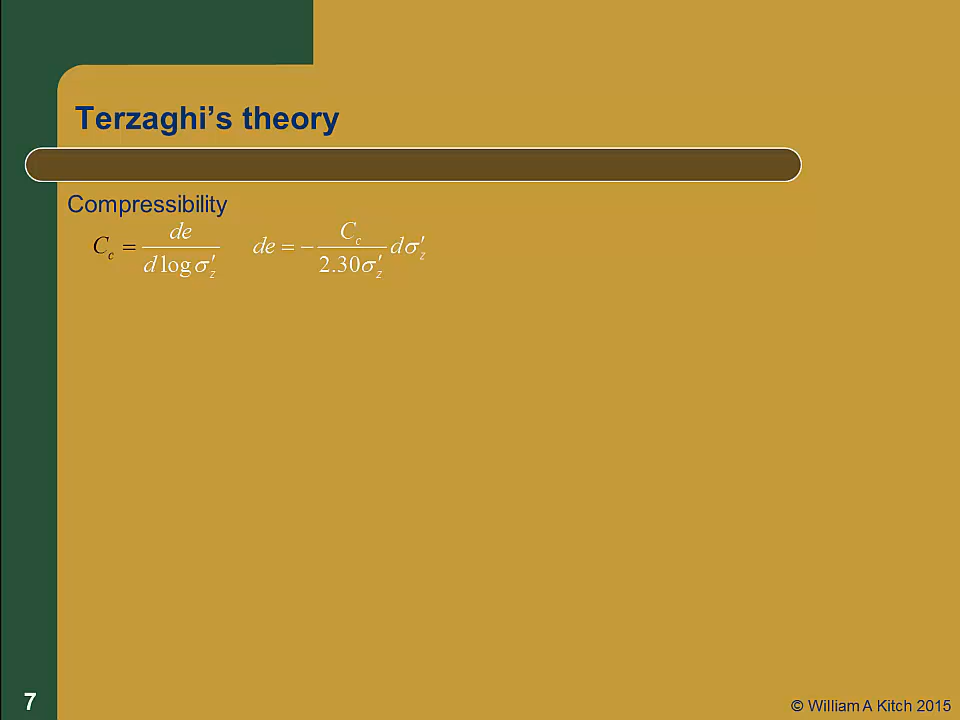 Terzaghi's theory
Compressibility
C_c = de / d log σ'_z    de = − C_c / 2.30σ'_z dσ'_z
7
© William A Kitch 2015